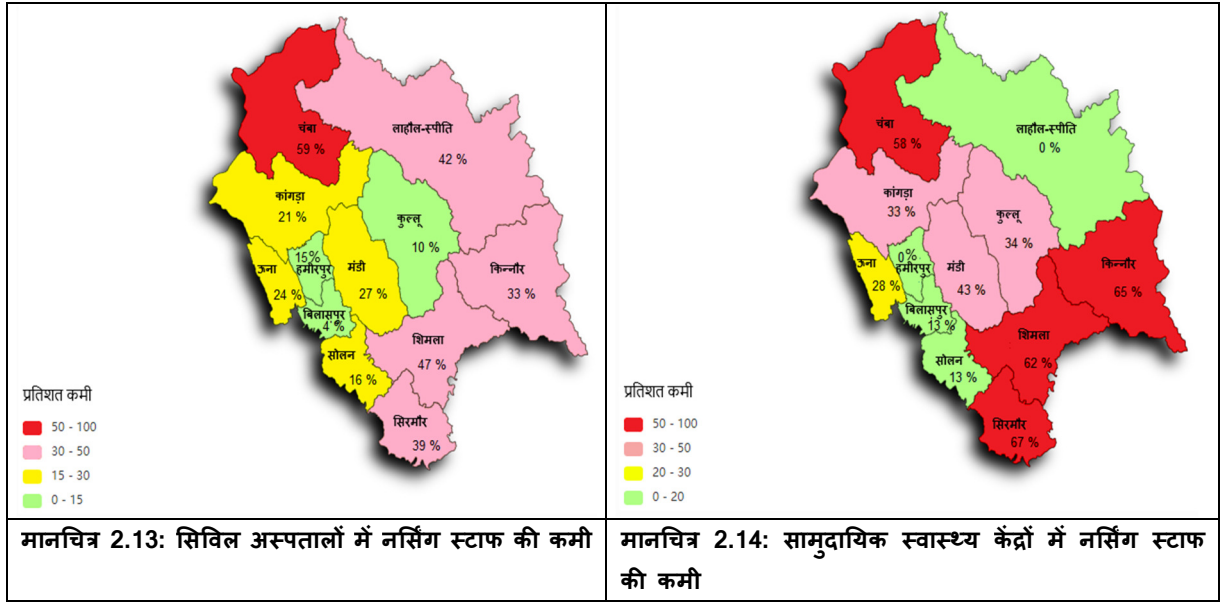 चंबा
59 %
लाहौल-स्पीति
42 %
कांगड़ा
21 %
कुल्लू
10 %
15%
हमीरपुर
मंडी
27 %
ऊना
24 %
किन्नौर
33 %
बिलासपुर
4 %
शिमला
47 %
सोलन
16 %
सिरमौर
39 %
प्रतिशत कमी
50 - 100
30 - 50
15 - 30
0 - 15
मानचित्र 2.13: सिविल अस्पतालों में नर्सिंग स्टाफ की कमी
चंबा
58 %
लाहौल-स्पीति
0 %
कांगड़ा
33 %
कुल्लू
34 %
0%
हमीरपुर
मंडी
43 %
ऊना
28 %
किन्नौर
65 %
बिलासपुर
13 %
शिमला
62 %
सोलन
13 %
सिरमौर
67 %
प्रतिशत कमी
50 - 100
30 - 50
20 - 30
0 - 20
मानचित्र 2.14: सामुदायिक स्वास्थ्य केंद्रों में नर्सिंग स्टाफ
की कमी